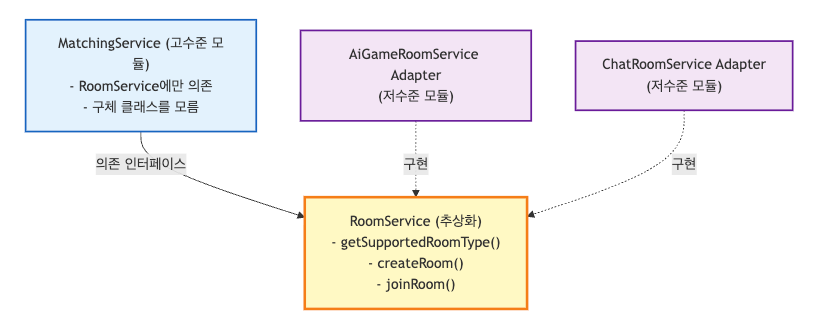 MatchingService (고수준 모
듈)
- RoomService에만 의존
- 구체 클래스를 모름
AiGameRoomService
Adapter
(저수준 모듈)
ChatRoomService Adapter
(저수준 모듈)
의존 인터페이스
구현
구현
RoomService (추상화)
- getSupportedRoomType()
- createRoom()
- joinRoom()